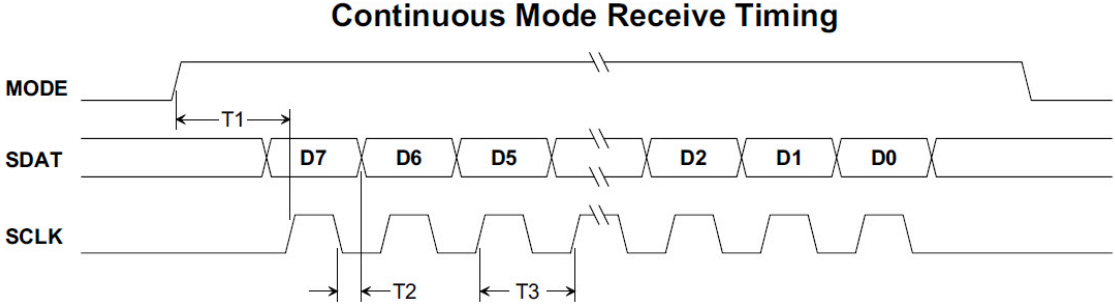 Continuous Mode Receive Timing
MODE
T1
SDAT D7 D6 D5 D2 D1 D0
SCLK
T2 T3